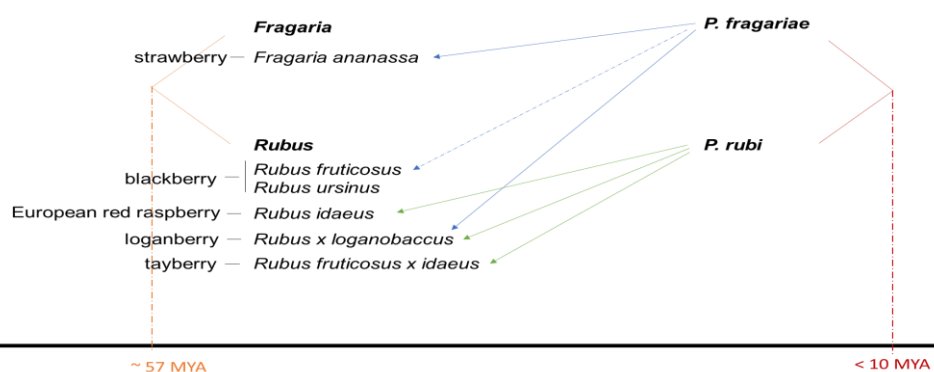 Fragaria
P. fragariae
strawberry
Fragaria ananassa
Rubus
P. rubi
blackberry
Rubus fruticosus
Rubus ursinus
European red raspberry
Rubus idaeus
loganberry
Rubus x loganobaccus
tayberry
Rubus fruticosus x idaeus
~ 57 MYA
< 10 MYA